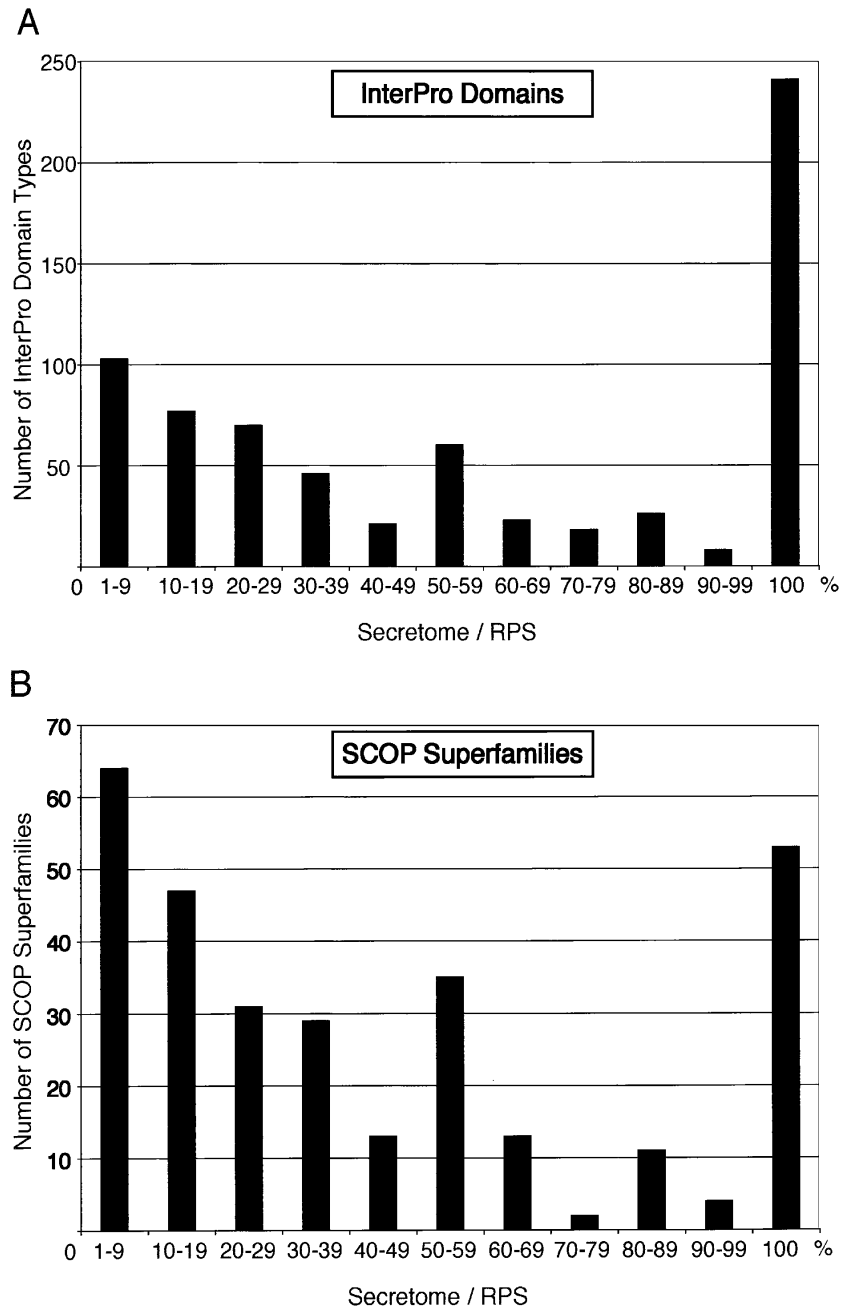 A
InterPro Domains
Number of InterPro Domain Types
250
200
150
100
50
0 1-9 10-19 20-29 30-39 40-49 50-59 60-69 70-79 80-89 90-99 100 %
Secretome / RPS
B
SCOP Superfamilies
Number of SCOP Superfamilies
70
60
50
40
30
20
10
0 1-9 10-19 20-29 30-39 40-49 50-59 60-69 70-79 80-89 90-99 100 %
Secretome / RPS